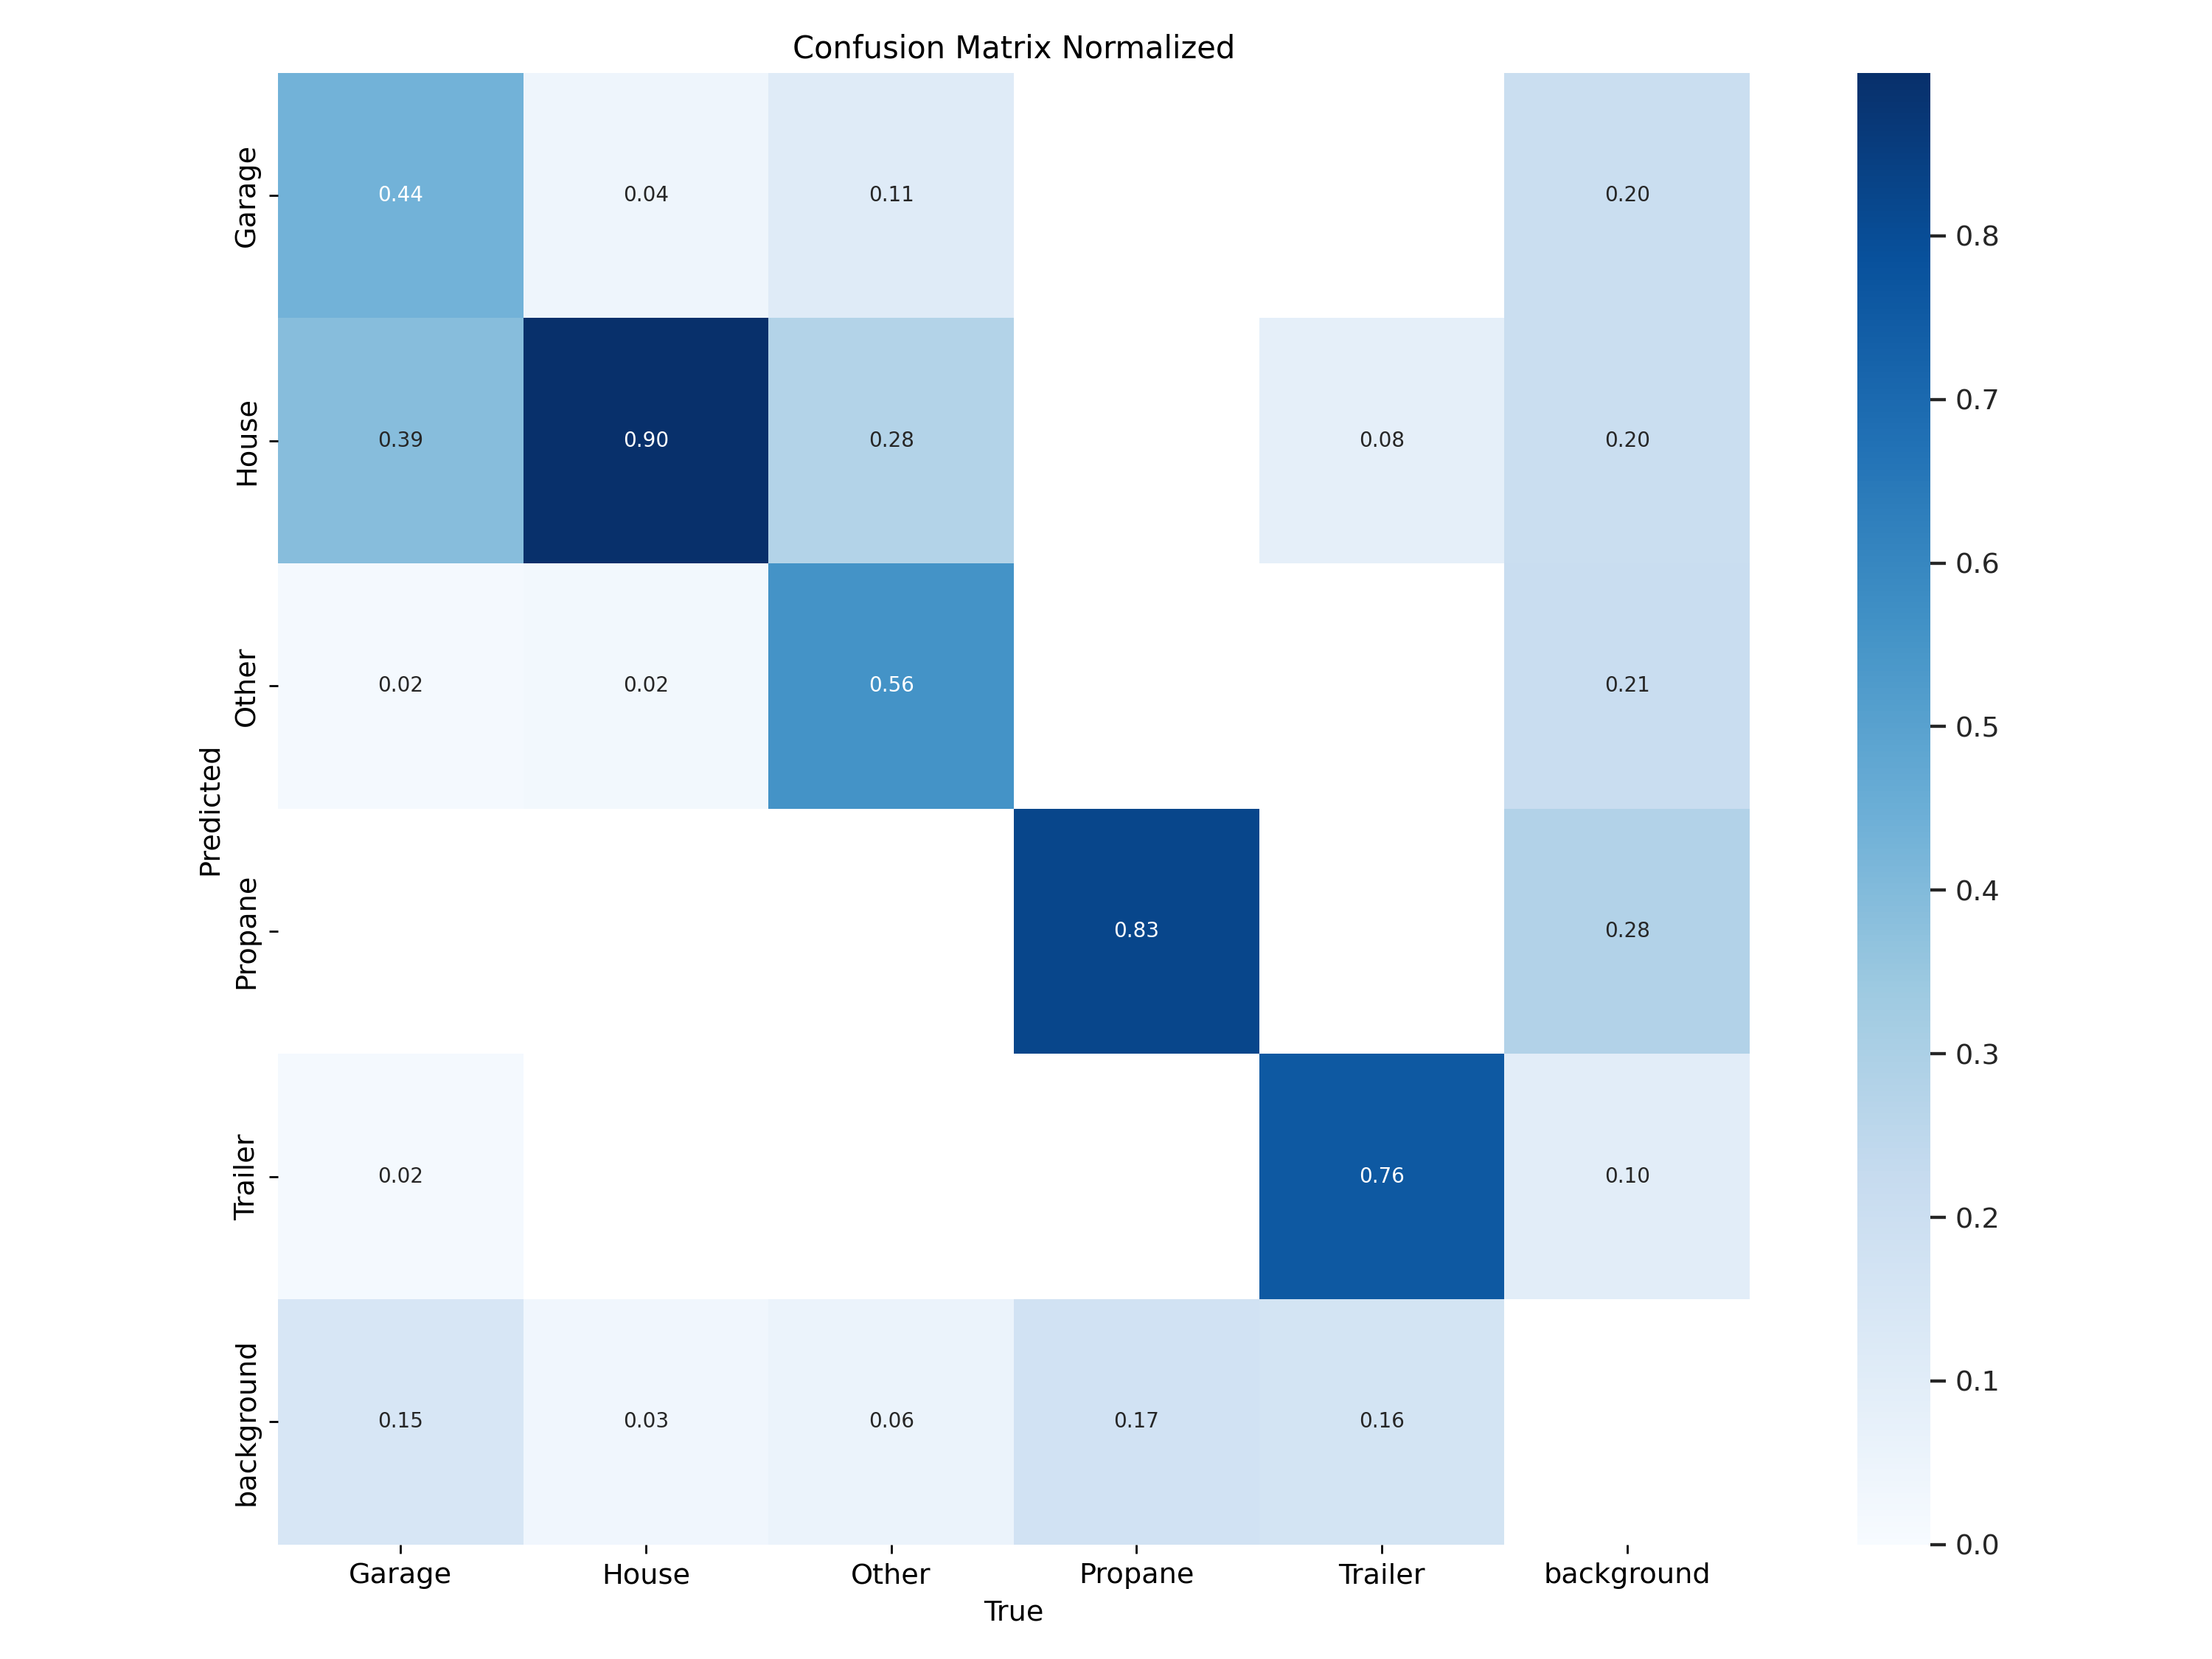 Confusion Matrix Normalized
Garage
0.44 0.04 0.11 0.20
House
0.39 0.90 0.28 0.08 0.20
Other
0.02 0.02 0.56 0.21
Propane
0.83 0.28
Trailer
0.02 0.76 0.10
background
0.15 0.03 0.06 0.17 0.16
Predicted
Garage House Other Propane Trailer background
True
0.8
0.7
0.6
0.5
0.4
0.3
0.2
0.1
0.0